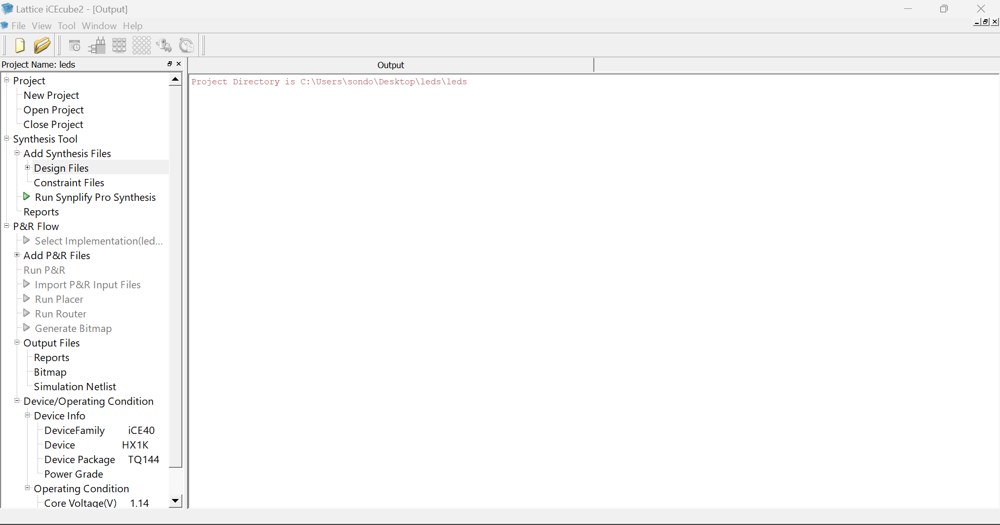 Lattice iCEcube2 - [Output]
File View Tool Window Help
Project Name: leds
Output
Project Directory is C:\Users\sondo\Desktop\leds\leds
Project
New Project
Open Project
Close Project
Synthesis Tool
Add Synthesis Files
Design Files
Constraint Files
Run Synplify Pro Synthesis
Reports
P&R Flow
Select Implementation(led...
Add P&R Files
Run P&R
Import P&R Input Files
Run Placer
Run Router
Generate Bitmap
Output Files
Reports
Bitmap
Simulation Netlist
Device/Operating Condition
Device Info
DeviceFamily iCE40
Device HX1K
Device Package TQ144
Power Grade
Operating Condition
Core Voltage(V) 1.14